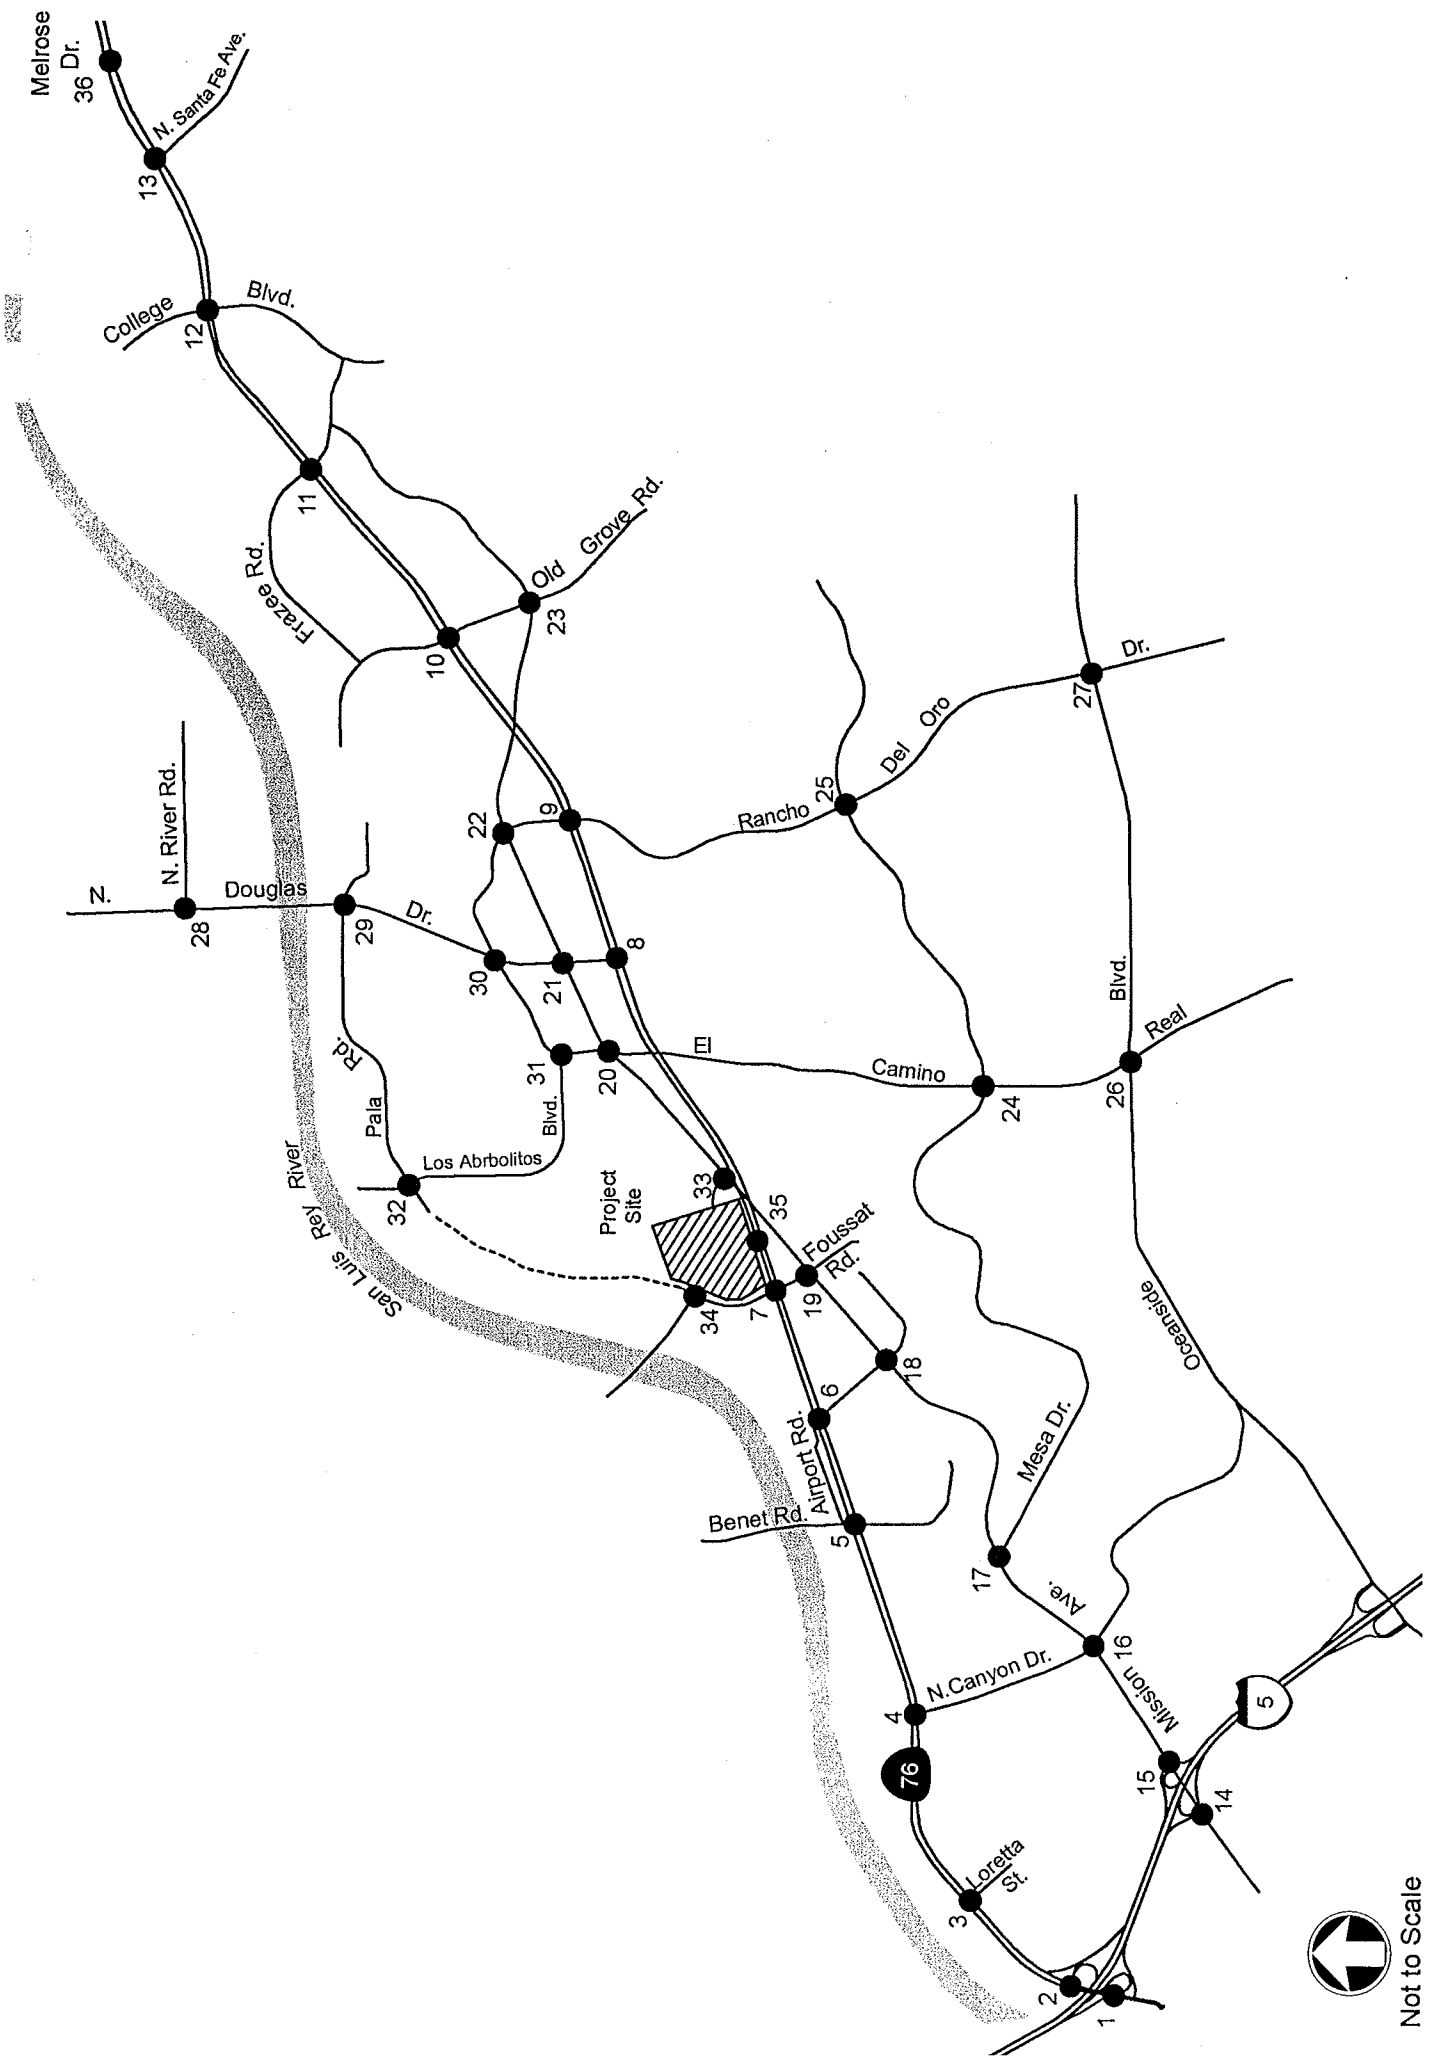 Melrose
Dr.
36
N. Santa Fe Ave.
13
College
Blvd.
12
11
Frazee Rd.
10
Old Grove Rd.
23
N. River Rd.
N.
Douglas
Dr.
28
29
22
9
30
21
8
31
20
El
Camino
Real
Rancho
Del Oro
Dr.
25
27
24
26
Blvd.
Oceanside
Rd.
Pala
Los Abrbolitos
Blvd.
32
San Luis Rey River
Project
Site
33
35
34
7
19
Foussat
Rd.
18
6
Airport Rd.
Benet Rd.
5
Mesa Dr.
17
Ave.
16
Mission
N. Canyon Dr.
4
76
15
14
5
Loretta
St.
3
2
1
Not to Scale